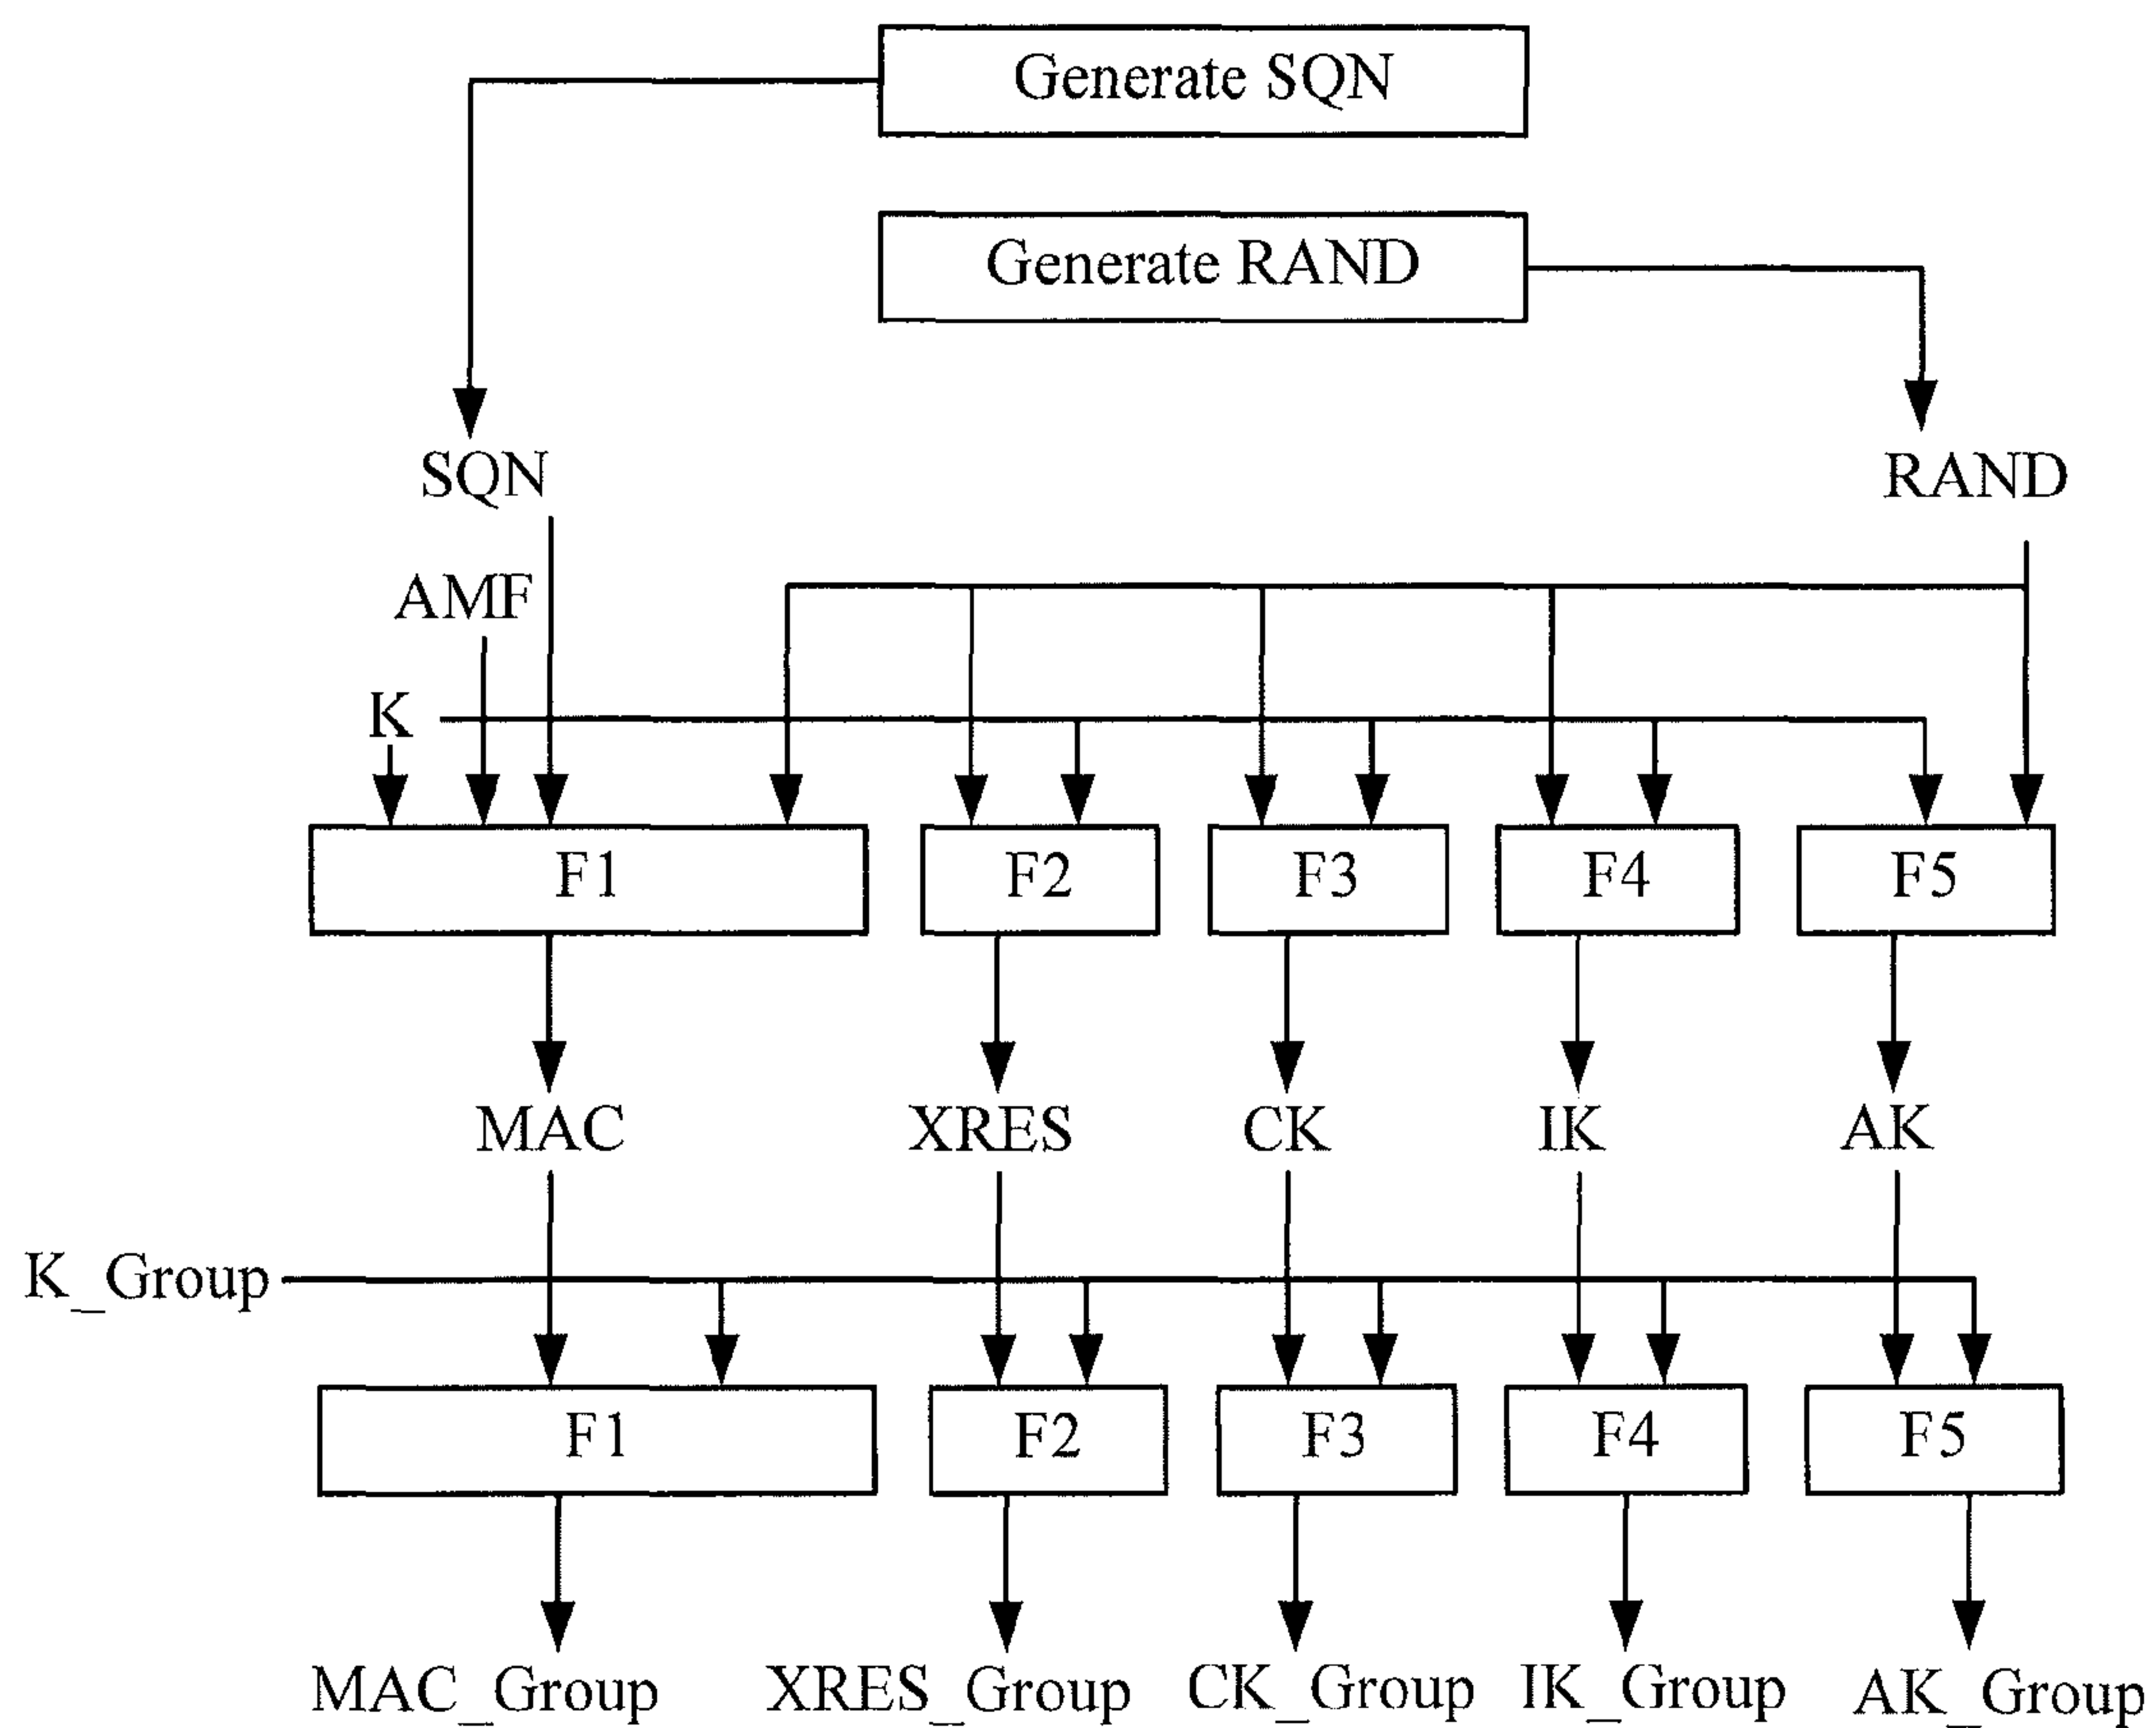 Generate SQN
Generate RAND
SQN
RAND
AMF
K
F1
F2
F3
F4
F5
MAC
XRES
CK
IK
AK
K_Group
F1
F2
F3
F4
F5
MAC_Group
XRES_Group
CK_Group
IK_Group
AK_Group